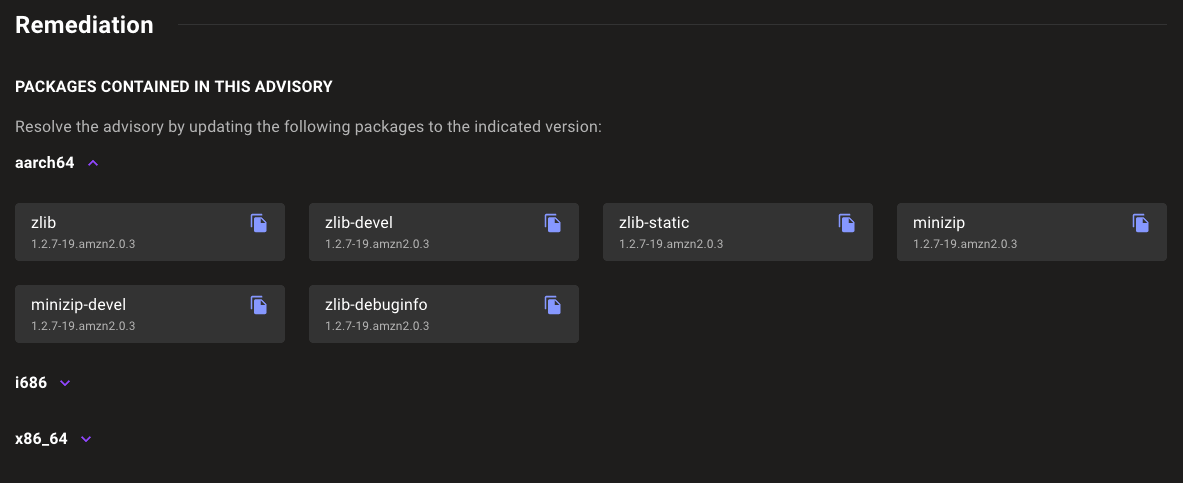 Remediation
PACKAGES CONTAINED IN THIS ADVISORY
Resolve the advisory by updating the following packages to the indicated version:
aarch64
zlib
1.2.7-19.amzn2.0.3
zlib-devel
1.2.7-19.amzn2.0.3
zlib-static
1.2.7-19.amzn2.0.3
minizip
1.2.7-19.amzn2.0.3
minizip-devel
1.2.7-19.amzn2.0.3
zlib-debuginfo
1.2.7-19.amzn2.0.3
i686
x86_64